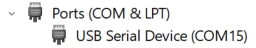 Ports (COM & LPT)
USB Serial Device (COM15)